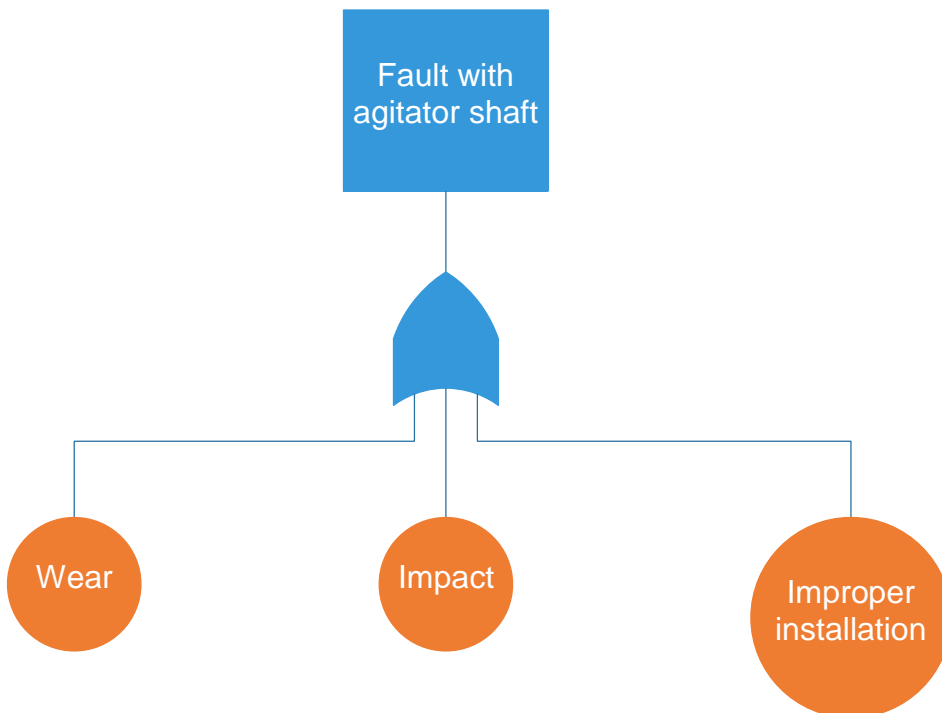 Fault with
agitator shaft
Wear
Impact
Improper
installation